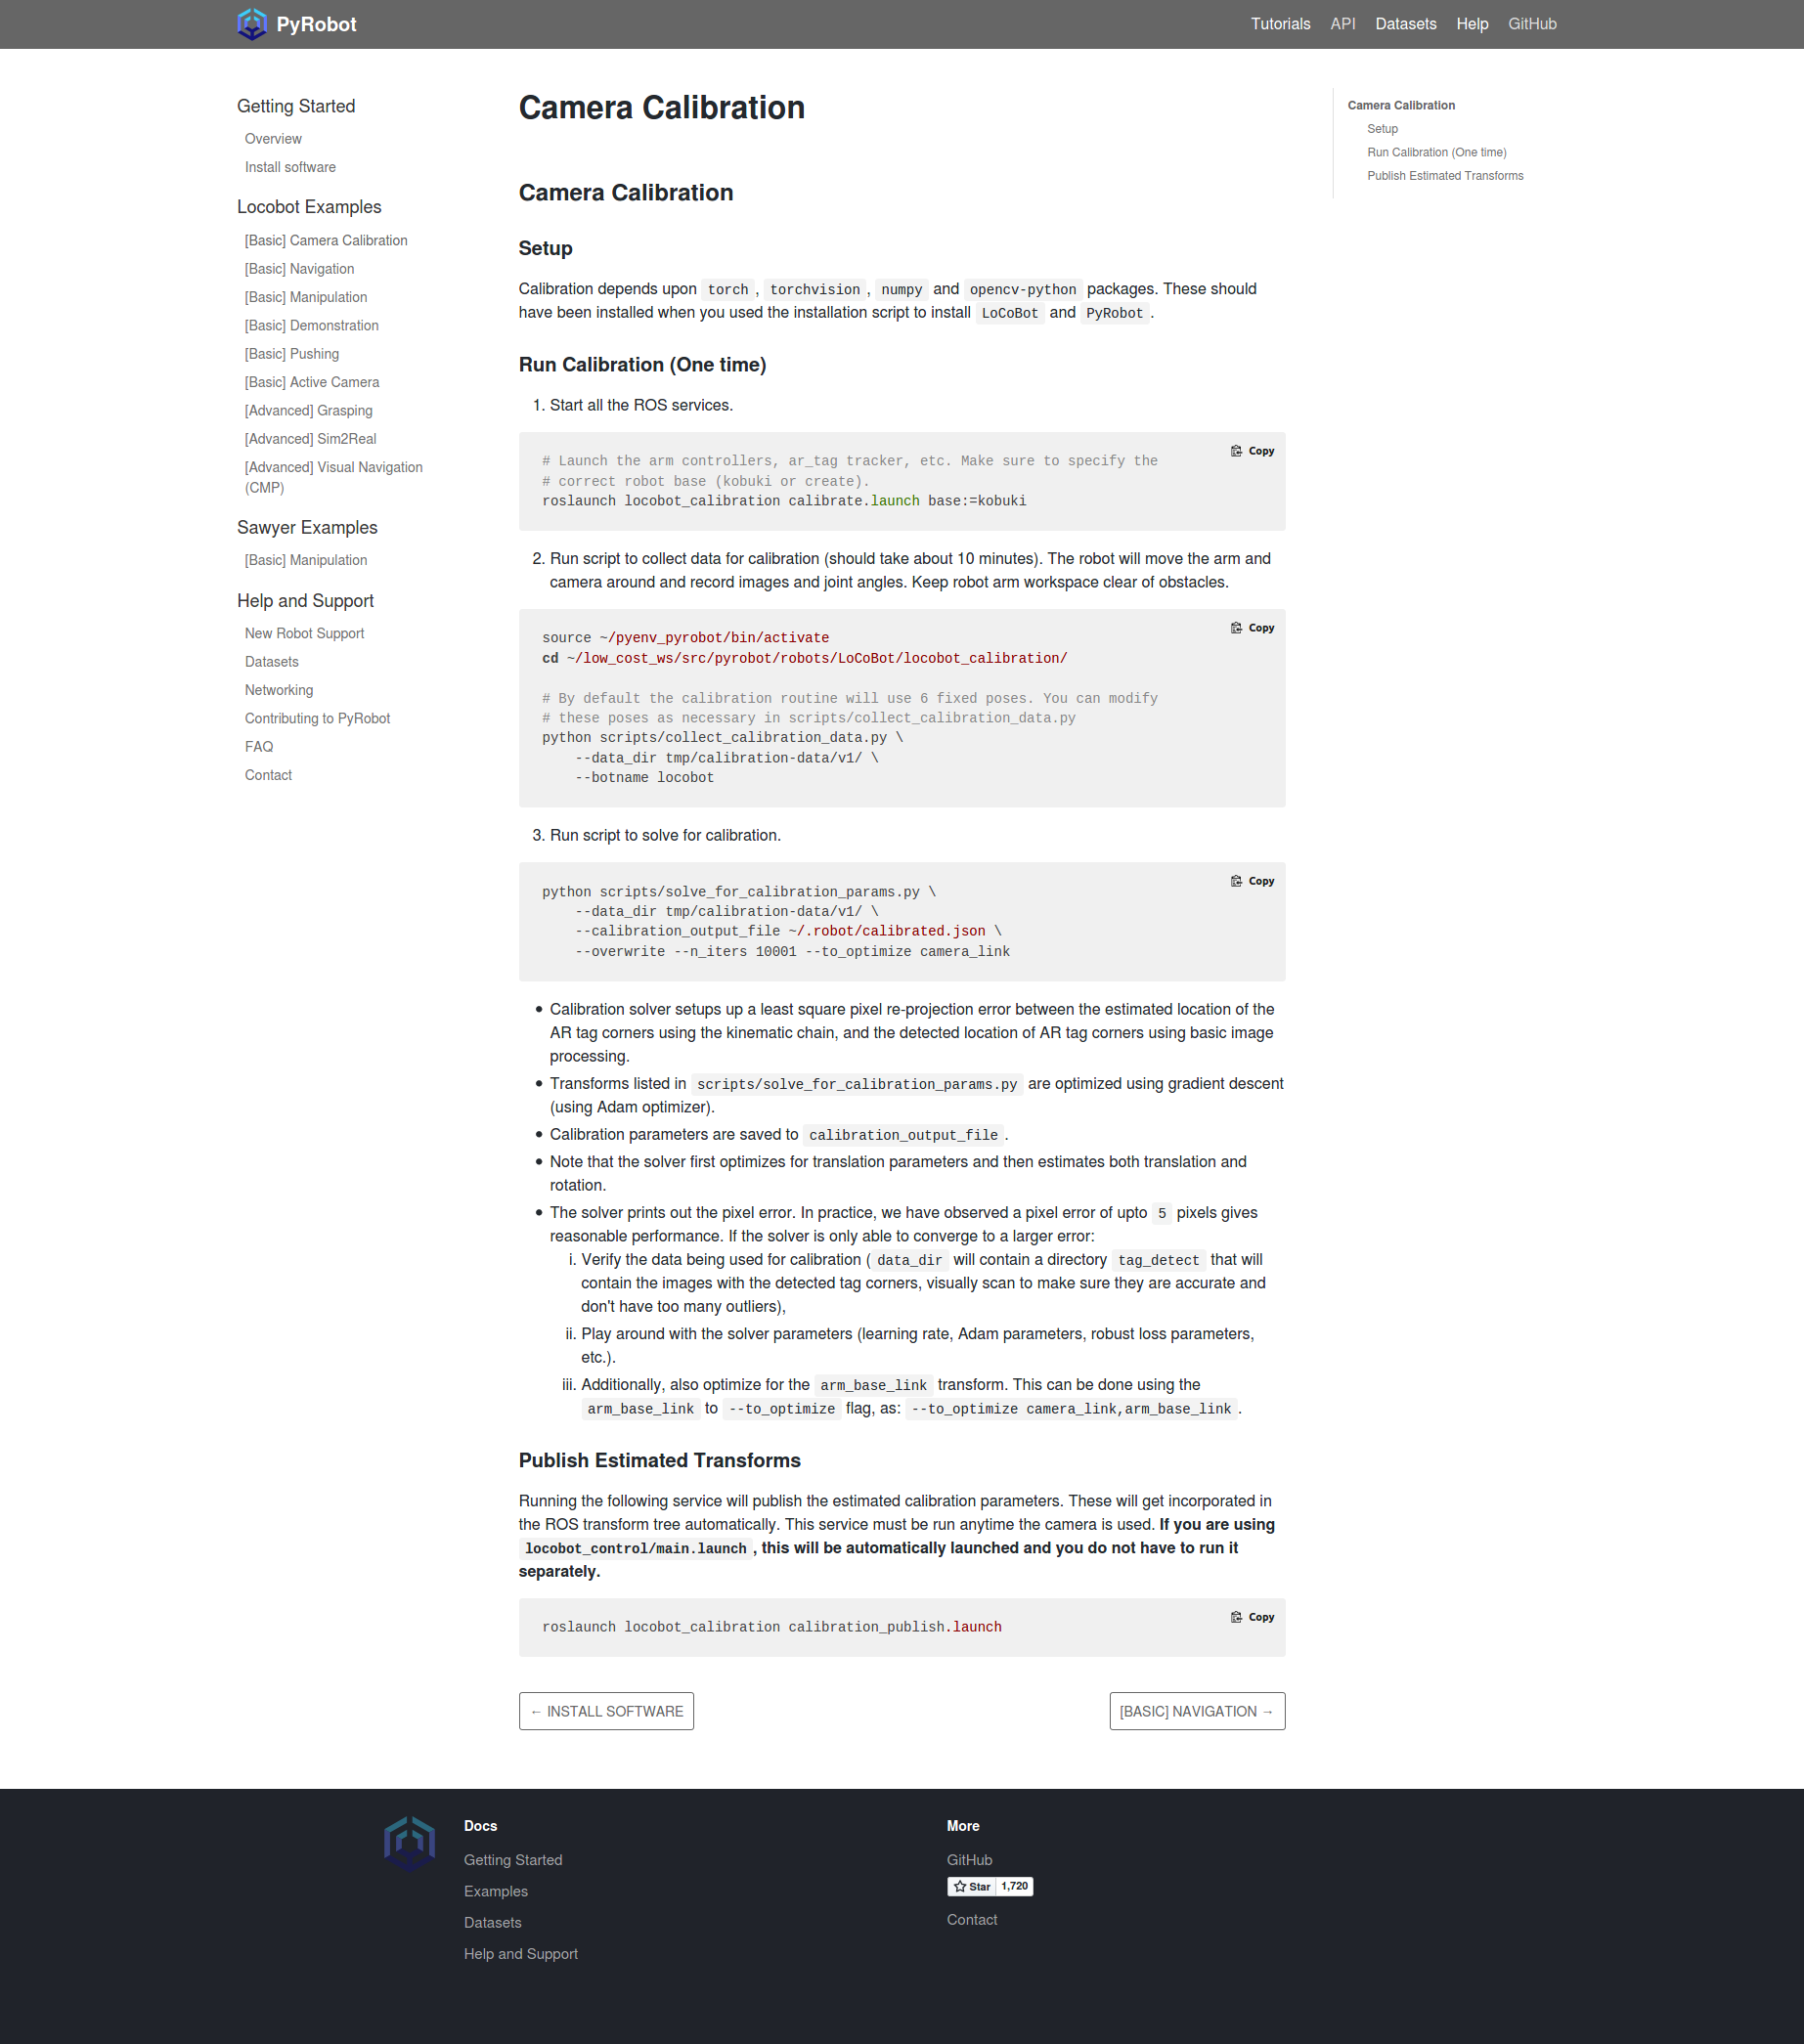 PyRobot
Tutorials API Datasets Help GitHub
Getting Started
Overview
Install software
Locobot Examples
[Basic] Camera Calibration
[Basic] Navigation
[Basic] Manipulation
[Basic] Demonstration
[Basic] Pushing
[Basic] Active Camera
[Advanced] Grasping
[Advanced] Sim2Real
[Advanced] Visual Navigation
(CMP)
Sawyer Examples
[Basic] Manipulation
Help and Support
New Robot Support
Datasets
Networking
Contributing to PyRobot
FAQ
Contact
Camera Calibration
Camera Calibration
Setup
Calibration depends upon torch, torchvision, numpy and opencv-python packages. These should
have been installed when you used the installation script to install LoCoBot and PyRobot.
Run Calibration (One time)
1. Start all the ROS services.
Copy
# Launch the arm controllers, ar_tag tracker, etc. Make sure to specify the
# correct robot base (kobuki or create).
roslaunch locobot_calibration calibrate.launch base:=kobuki
2. Run script to collect data for calibration (should take about 10 minutes). The robot will move the arm and
camera around and record images and joint angles. Keep robot arm workspace clear of obstacles.
Copy
source ~/pyenv_pyrobot/bin/activate
cd ~/low_cost_ws/src/pyrobot/robots/LoCoBot/locobot_calibration/
# By default the calibration routine will use 6 fixed poses. You can modify
# these poses as necessary in scripts/collect_calibration_data.py
python scripts/collect_calibration_data.py \
--data_dir tmp/calibration-data/v1/ \
--botname locobot
3. Run script to solve for calibration.
Copy
python scripts/solve_for_calibration_params.py \
--data_dir tmp/calibration-data/v1/ \
--calibration_output_file ~/.robot/calibrated.json \
--overwrite --n_iters 10001 --to_optimize camera_link
• Calibration solver setups up a least square pixel re-projection error between the estimated location of the
AR tag corners using the kinematic chain, and the detected location of AR tag corners using basic image
processing.
• Transforms listed in scripts/solve_for_calibration_params.py are optimized using gradient descent
(using Adam optimizer).
• Calibration parameters are saved to calibration_output_file.
• Note that the solver first optimizes for translation parameters and then estimates both translation and
rotation.
• The solver prints out the pixel error. In practice, we have observed a pixel error of upto 5 pixels gives
reasonable performance. If the solver is only able to converge to a larger error:
i. Verify the data being used for calibration (data_dir will contain a directory tag_detect that will
contain the images with the detected tag corners, visually scan to make sure they are accurate and
don't have too many outliers),
ii. Play around with the solver parameters (learning rate, Adam parameters, robust loss parameters,
etc.).
iii. Additionally, also optimize for the arm_base_link transform. This can be done using the
arm_base_link to --to_optimize flag, as: --to_optimize camera_link,arm_base_link.
Publish Estimated Transforms
Running the following service will publish the estimated calibration parameters. These will get incorporated in
the ROS transform tree automatically. This service must be run anytime the camera is used. If you are using
locobot_control/main.launch, this will be automatically launched and you do not have to run it
separately.
Copy
roslaunch locobot_calibration calibration_publish.launch
← INSTALL SOFTWARE
[BASIC] NAVIGATION →
Camera Calibration
Setup
Run Calibration (One time)
Publish Estimated Transforms
Docs
Getting Started
Examples
Datasets
Help and Support
More
GitHub
Star 1,720
Contact